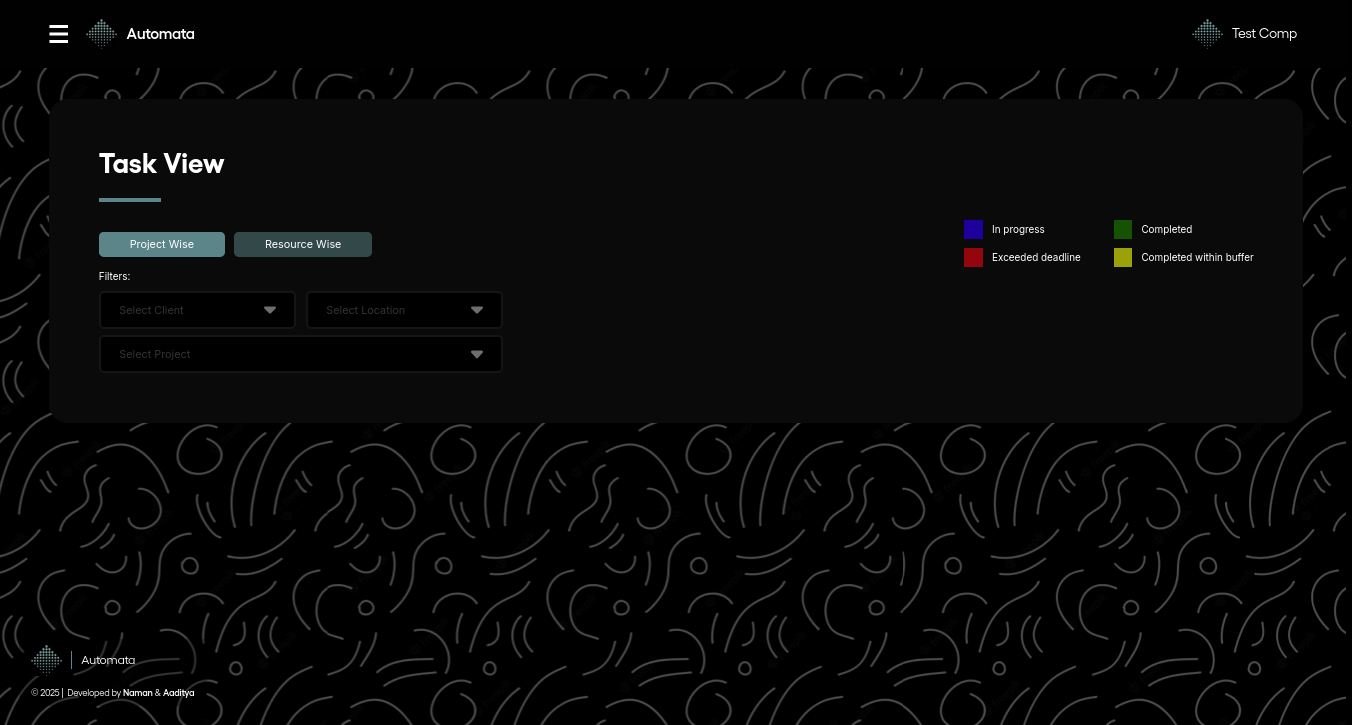 Automata
Test Comp
Task View
Project Wise
Resource Wise
In progress
Completed
Exceeded deadline
Completed within buffer
Filters:
Select Client
Select Location
Select Project
Automata
© 2025 | Developed by Naman & Aaditya